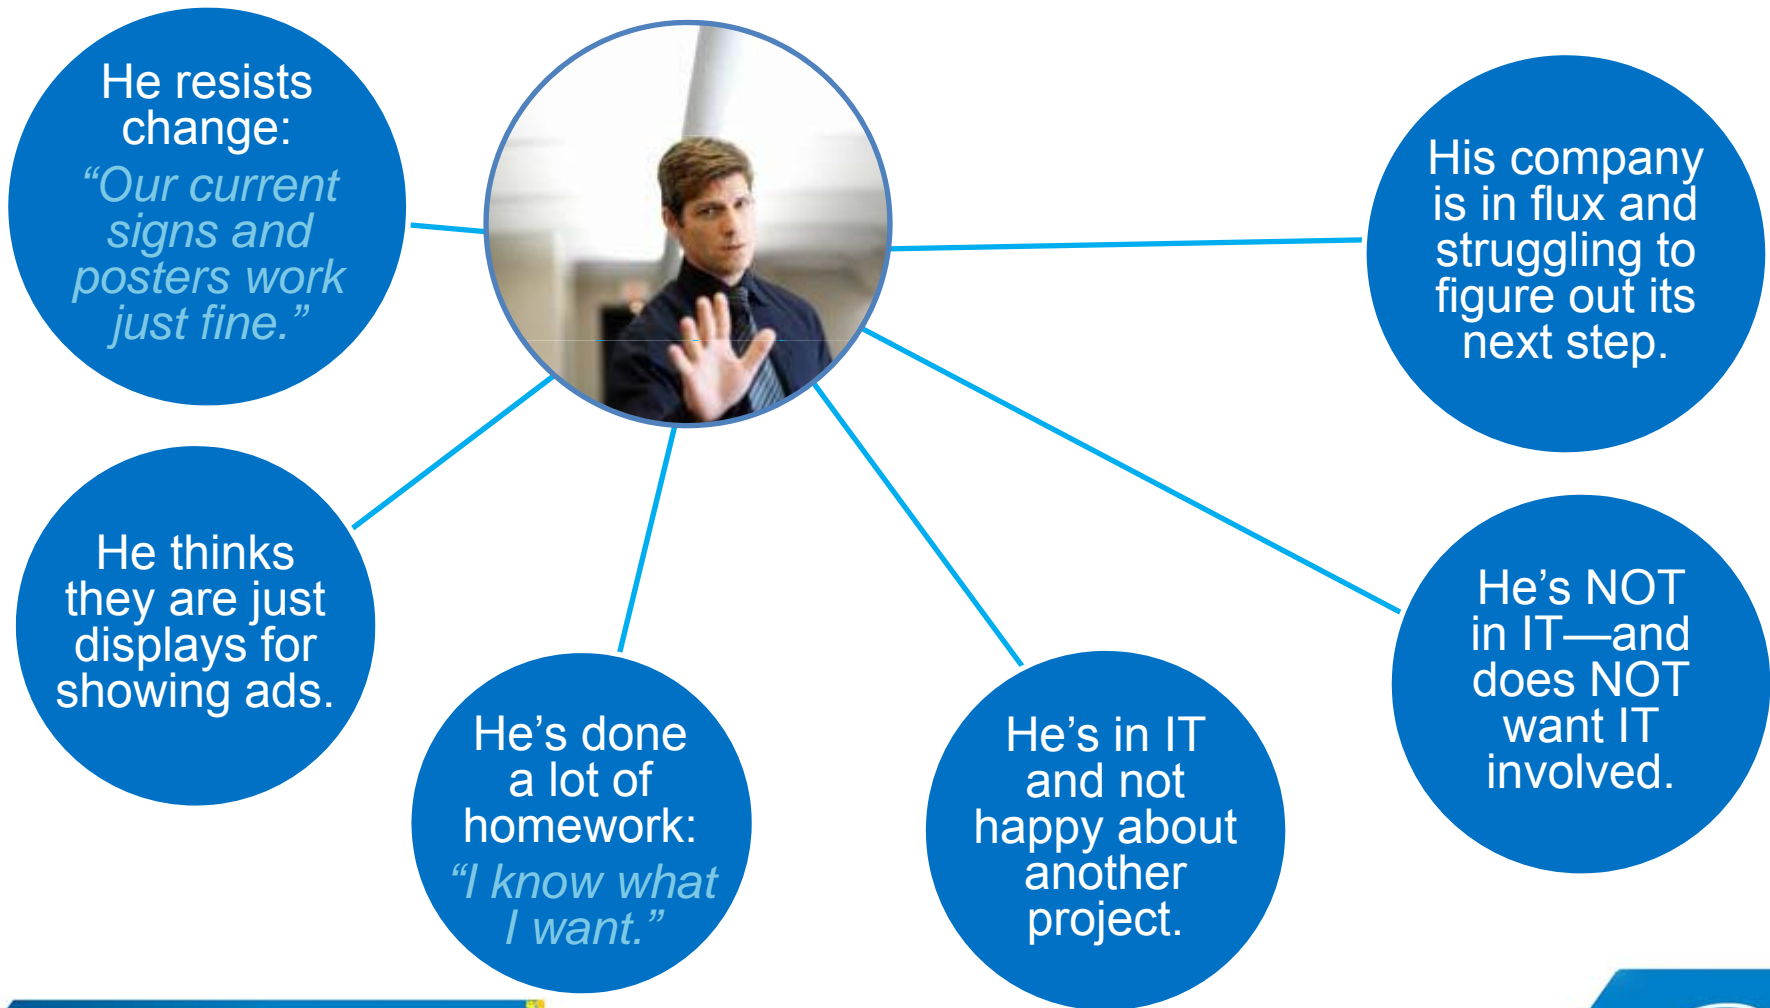 He resists
change:
“Our current
signs and
posters work
just fine.”
His company
is in flux and
struggling to
figure out its
next step.
He thinks
they are just
displays for
showing ads.
He’s NOT
in IT—and
does NOT
want IT
involved.
He’s done
a lot of
homework:
“I know what
I want.”
He’s in IT
and not
happy about
another
project.